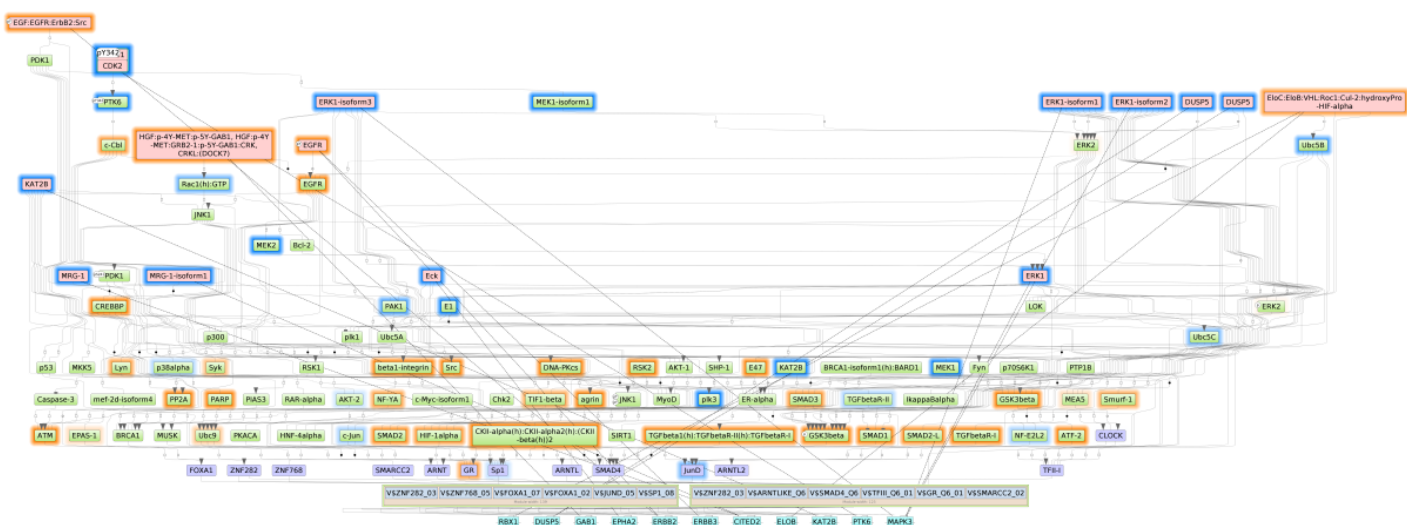 EGF:EGFR:ErbB2:Src
PDK1
pY342
CDK2
PTK6
ERK1-isoform3
MEK1-isoform1
ERK1-isoform1
ERK1-isoform2
DUSP5
DUSP5
EloC:EloB:VHL:Roc1:Cul-2:hydroxyPro
-HIF-alpha
c-Cbl
HGF:p-4Y-MET:p-5Y-GAB1, HGF:p-4Y
-MET:GRB2-1:p-5Y-GAB1:CRK,
CRKL:(DOCK7)
EGFR
ERK2
Ubc5B
KAT2B
Rac1(h):GTP
EGFR
JNK1
MEK2
Bcl-2
MRG-1
PDK1
MRG-1-isoform1
Eck
ERK1
CREBBP
PAK1
E1
LOK
ERK2
p300
plk1
Ubc5A
Ubc5C
p53
MKK5
Lyn
p38alpha
Syk
RSK1
beta1-integrin
Src
DNA-PKcs
RSK2
AKT-1
SHP-1
E47
KAT2B
BRCA1-isoform1(h):BARD1
MEK1
Fyn
p70S6K1
PTP1B
Caspase-3
mef-2d-isoform4
PP2A
PARP
PIAS3
RAR-alpha
AKT-2
NF-YA
c-Myc-isoform1
Chk2
TIF1-beta
agrin
JNK1
MyoD
plk3
ER-alpha
SMAD3
TGFbetaR-II
IkappaBalpha
GSK3beta
MEA5
Smurf-1
ATM
EPAS-1
BRCA1
MUSK
Ubc9
PKACA
HNF-4alpha
c-Jun
SMAD2
HIF-1alpha
CKII-alpha(h):CKII-alpha2(h):(CKII
-beta(h))2
SIRT1
TGFbeta1(h):TGFbetaR-II(h):TGFbetaR-I
GSK3beta
SMAD1
SMAD2-L
TGFbetaR-I
NF-E2L2
ATF-2
CLOCK
FOXA1
ZNF282
ZNF768
SMARCC2
ARNT
GR
Sp1
ARNTL
SMAD4
JunD
ARNTL2
TFII-I
V$ZNF282_03
V$ZNF768_05
V$FOXA1_07
V$FOXA1_02
V$JUND_05
V$SP1_08
V$ZNF282_03
V$ARNTLIKE_Q6
V$SMAD4_Q6
V$TFIII_Q6_01
V$GR_Q6_01
V$SMARCC2_02
RBX1
DUSP5
GAB1
EPHA2
ERBB2
ERBB3
CITED2
ELOB
KAT2B
PTK6
MAPK3